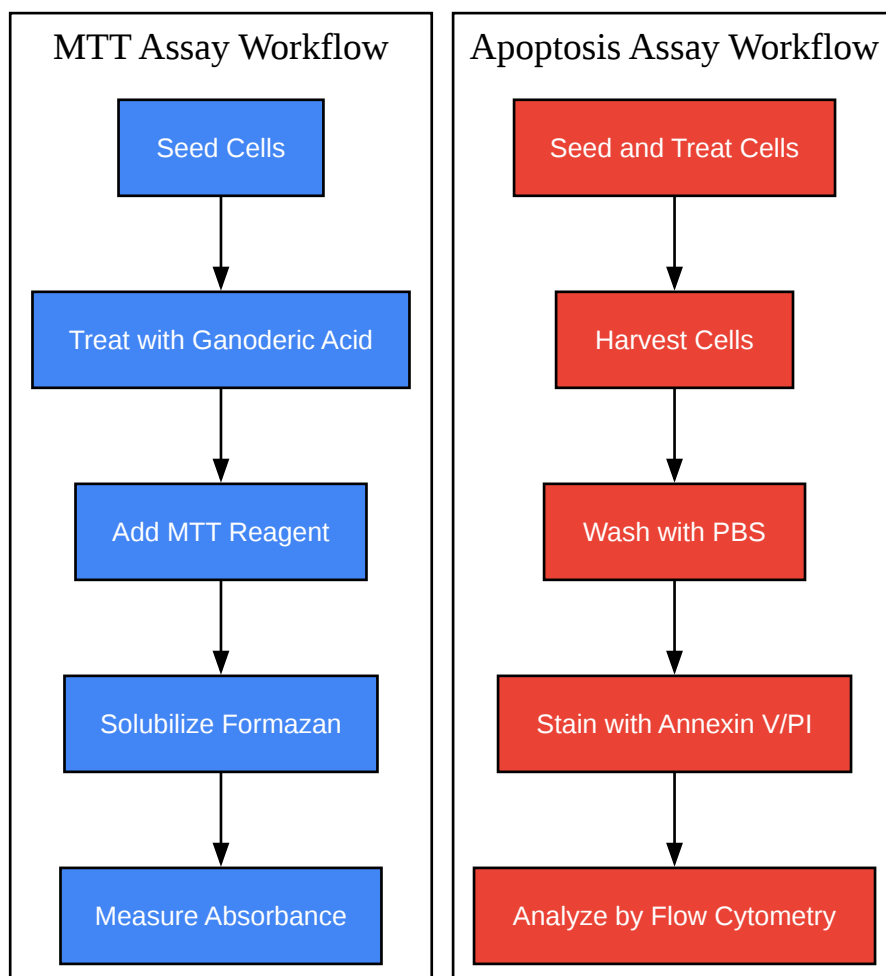 MTT Assay Workflow
Seed Cells
Treat with Ganoderic Acid
Add MTT Reagent
Solubilize Formazan
Measure Absorbance
Apoptosis Assay Workflow
Seed and Treat Cells
Harvest Cells
Wash with PBS
Stain with Annexin V/PI
Analyze by Flow Cytometry